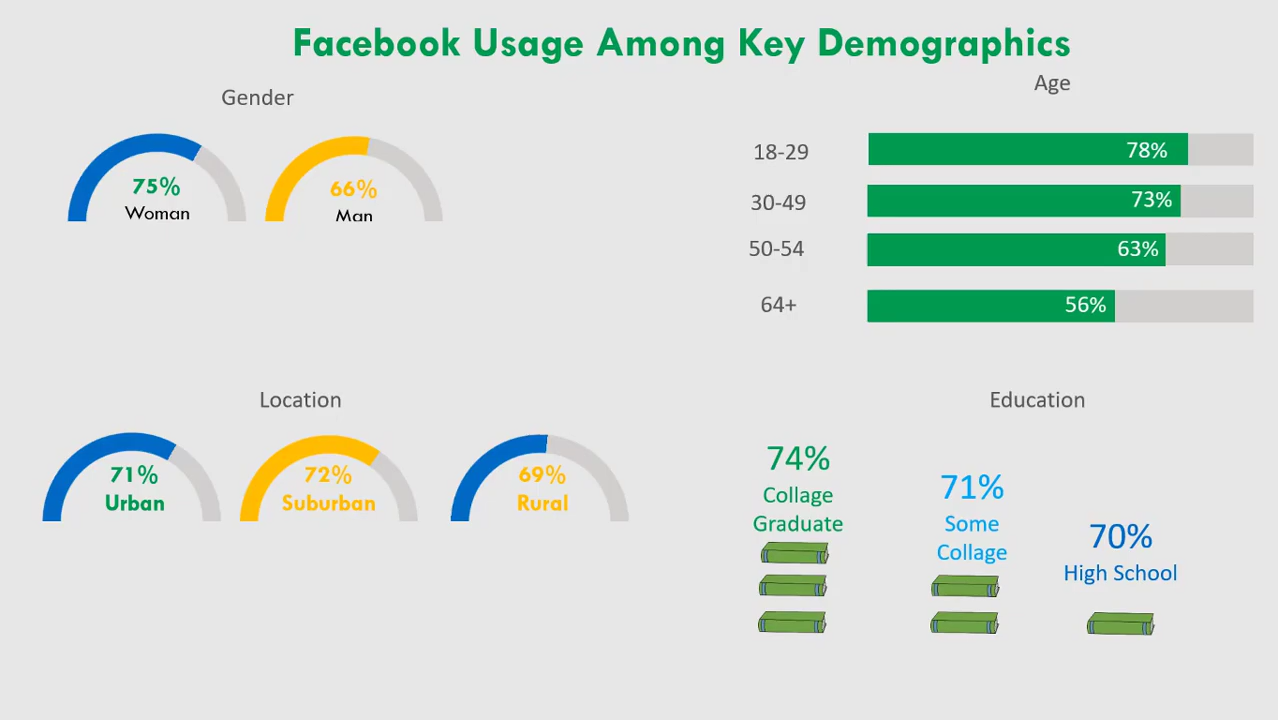 Facebook Usage Among Key Demographics
Gender
75%
Woman
66%
Man
Age
18-29
78%
30-49
73%
50-54
63%
64+
56%
Location
71%
Urban
72%
Suburban
69%
Rural
Education
74%
Collage
Graduate
71%
Some
Collage
70%
High School